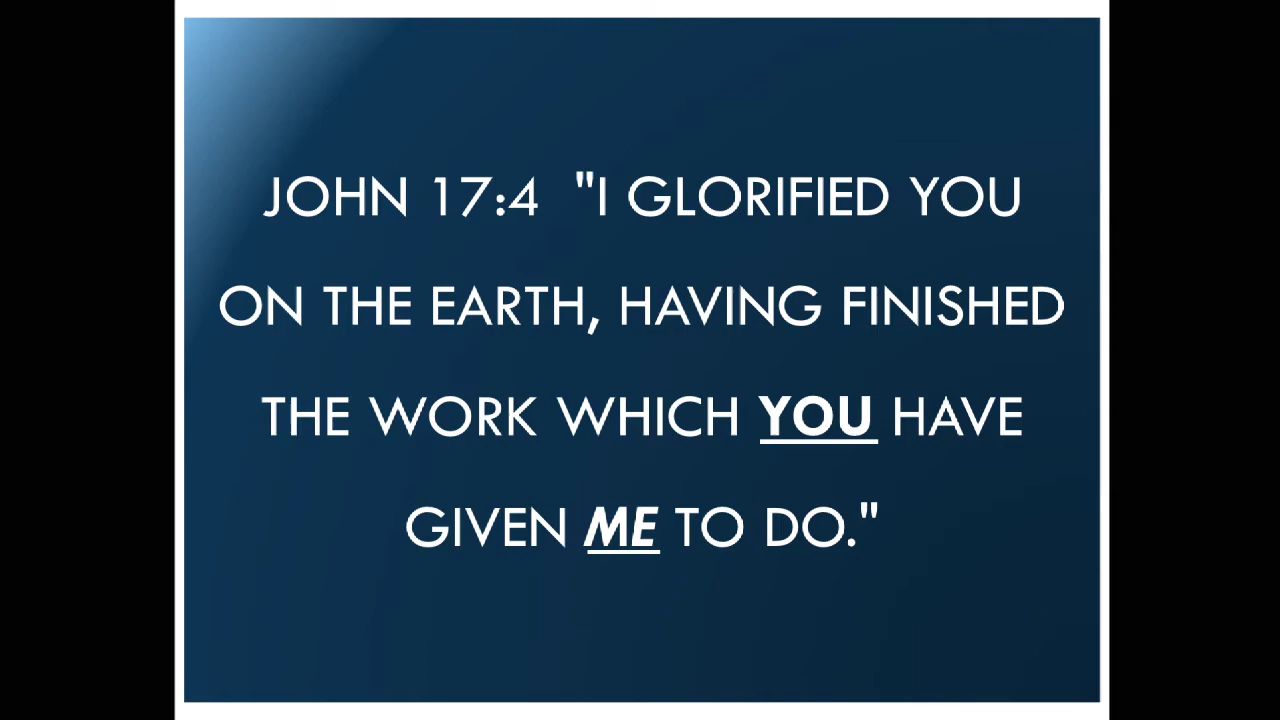 JOHN 17:4  "I GLORIFIED YOU
ON THE EARTH, HAVING FINISHED
THE WORK WHICH YOU HAVE
GIVEN ME TO DO."